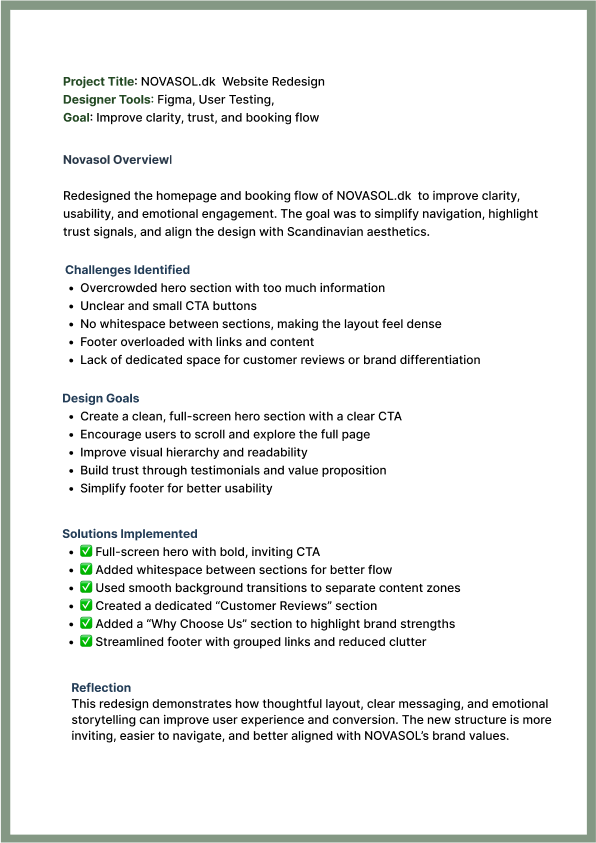 Project Title: NOVASOL.dk  Website Redesign
Designer Tools: Figma, User Testing,
Goal: Improve clarity, trust, and booking flow
Novasol Overview|
Redesigned the homepage and booking flow of NOVASOL.dk  to improve clarity,
usability, and emotional engagement. The goal was to simplify navigation, highlight
trust signals, and align the design with Scandinavian aesthetics.
Challenges Identified
• Overcrowded hero section with too much information
• Unclear and small CTA buttons
• No whitespace between sections, making the layout feel dense
• Footer overloaded with links and content
• Lack of dedicated space for customer reviews or brand differentiation
Design Goals
• Create a clean, full-screen hero section with a clear CTA
• Encourage users to scroll and explore the full page
• Improve visual hierarchy and readability
• Build trust through testimonials and value proposition
• Simplify footer for better usability
Solutions Implemented
• ✅ Full-screen hero with bold, inviting CTA
• ✅ Added whitespace between sections for better flow
• ✅ Used smooth background transitions to separate content zones
• ✅ Created a dedicated “Customer Reviews” section
• ✅ Added a “Why Choose Us” section to highlight brand strengths
• ✅ Streamlined footer with grouped links and reduced clutter
Reflection
This redesign demonstrates how thoughtful layout, clear messaging, and emotional
storytelling can improve user experience and conversion. The new structure is more
inviting, easier to navigate, and better aligned with NOVASOL’s brand values.